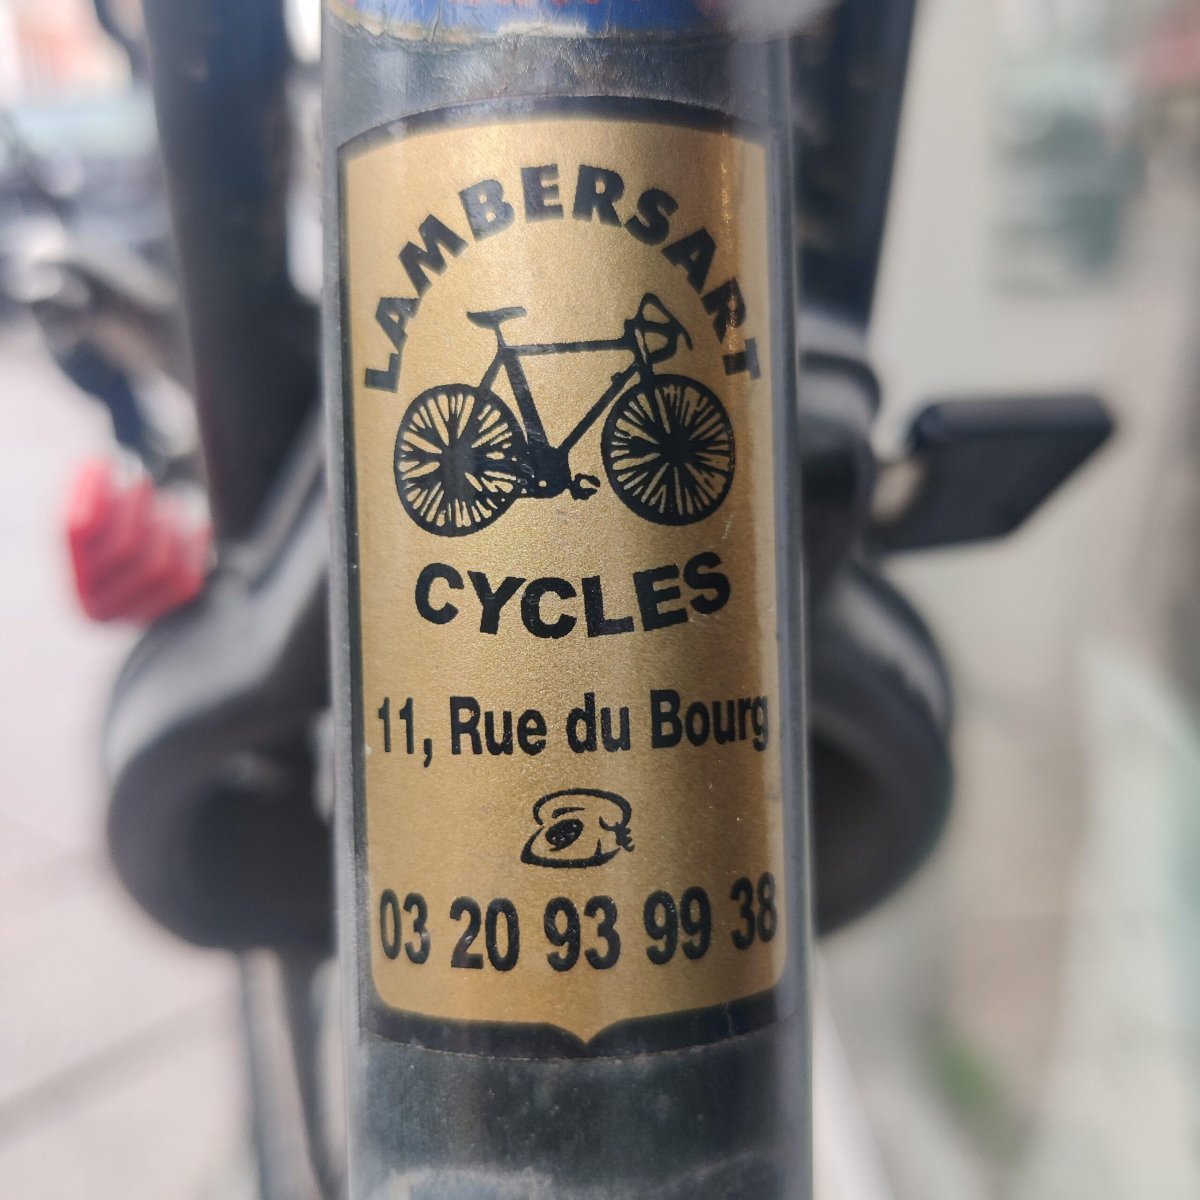 LAMBERSART
CYCLES
11, Rue du Bourg
03 20 93 99 38